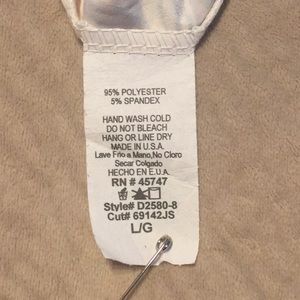 95% POLYESTER
5% SPANDEX
HAND WASH COLD
DO NOT BLEACH
HANG OR LINE DRY
MADE IN U.S.A.
Lave Frio a Mano,No Cloro
Secar Colgado
HECHO EN E.U.A.
RN # 45747
Style# D2580-8
Cut# 69142JS
L/G